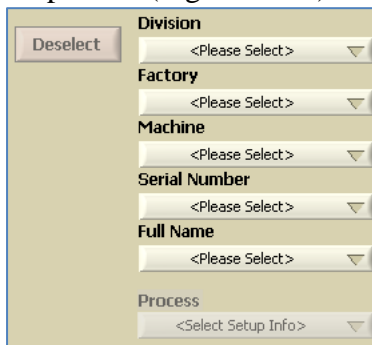 Deselect
Division
<Please Select>
Factory
<Please Select>
Machine
<Please Select>
Serial Number
<Please Select>
Full Name
<Please Select>
Process
<Select Setup Info>